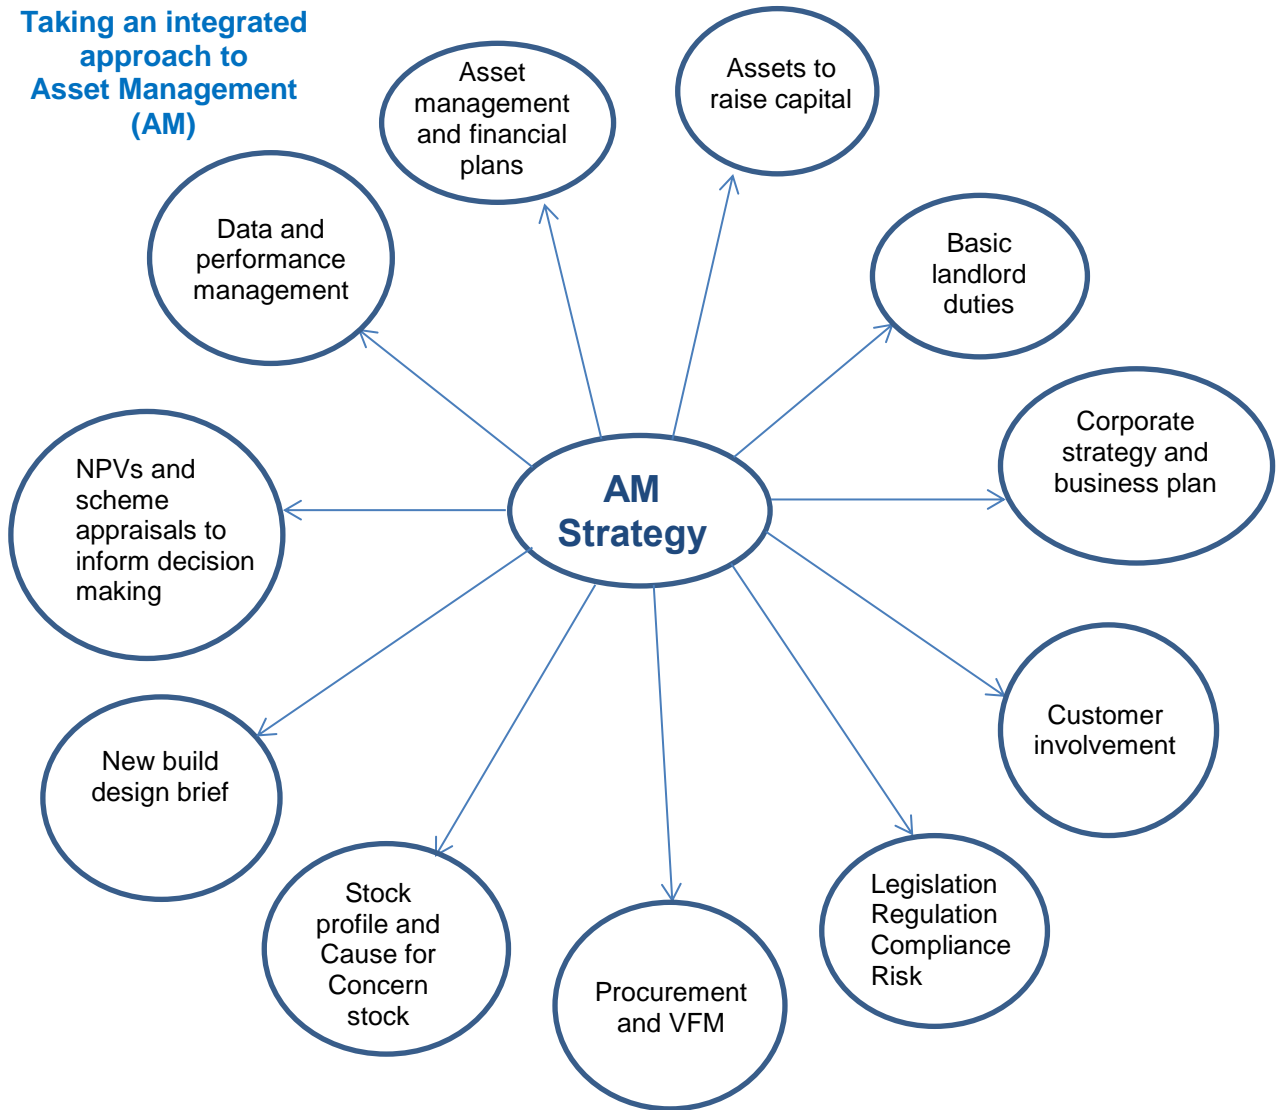 Taking an integrated
approach to
Asset Management
(AM)
Asset
management
and financial
plans
Assets to
raise capital
Data and
performance
management
Basic
landlord
duties
Corporate
strategy and
business plan
NPVs and
scheme
appraisals to
inform decision
making
AM
Strategy
Customer
involvement
New build
design brief
Stock
profile and
Cause for
Concern
stock
Legislation
Regulation
Compliance
Risk
Procurement
and VFM